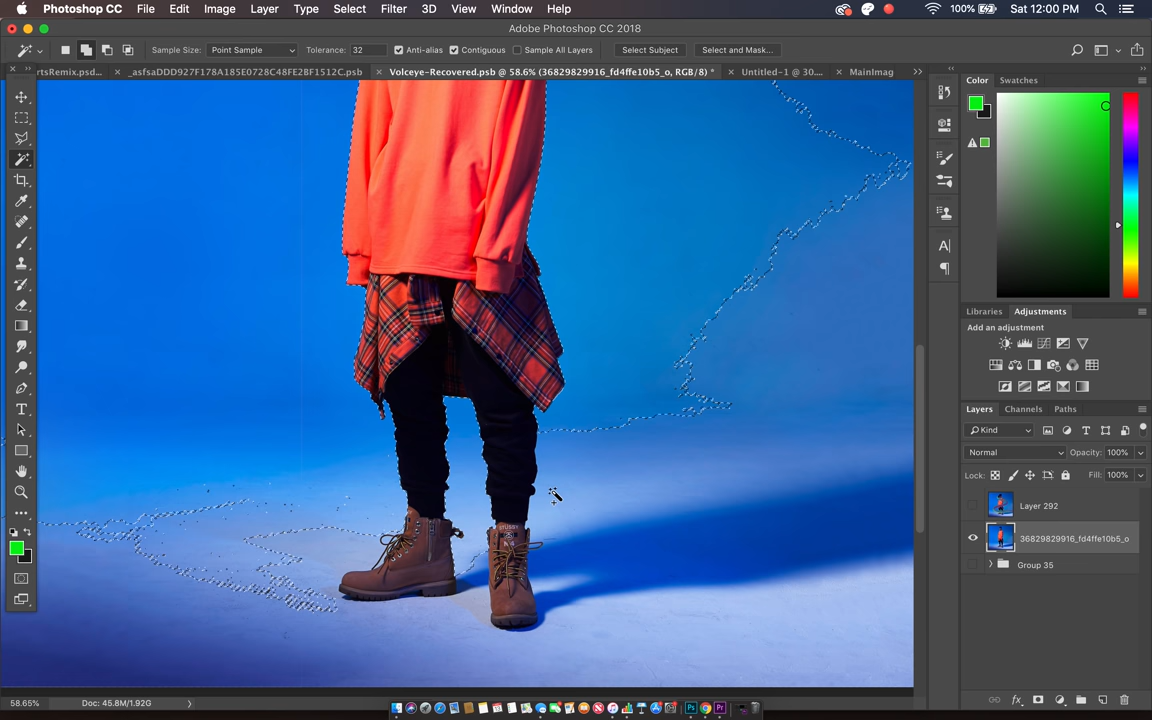 Photoshop CC File Edit Image Layer Type Select Filter 3D View Window Help 100% Sat 12:00 PM
Adobe Photoshop CC 2018
Sample Size: Point Sample Tolerance: 32 Anti-alias Contiguous Sample All Layers Select Subject Select and Mask...
rtsRemix.psd... _asfsaDDD927F178A185E0728C48FE2BF1512C.psb Volceye-Recovered.psb @ 58.6% (36829829916_fd4ffe10b5_o, RGB/8) * Untitled-1 @ 30.... MainImag
Color Swatches
Libraries Adjustments
Add an adjustment
Layers Channels Paths
Kind
Normal Opacity: 100%
Lock: Fill: 100%
Layer 292
36829829916_fd4ffe10b5_o
Group 35
STUSSY
58.65% Doc: 45.8M/1.92G